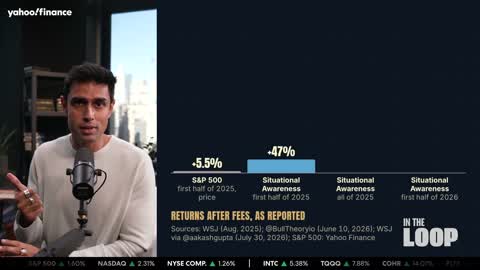 yahoo/finance
+5.5%
+47%
S&P 500
first half of 2025,
price
Situational
Awareness
first half of 2025
Situational
Awareness
all of 2025
Situational
Awareness
first half of 2026
RETURNS AFTER FEES, AS REPORTED
Sources: WSJ (Aug. 2025); @BullTheoryio (June 10, 2026); WSJ
via @aakashgupta (July 30, 2026); S&P 500: Yahoo Finance
IN THE
LOOP
S&P 500 ▲ 1.60% NASDAQ ▲ 2.31% NYSE COMP. ▲ 1.26% INTC ▲ 5.38% TQQQ ▲ 7.88% COHR ▲ 14.01%